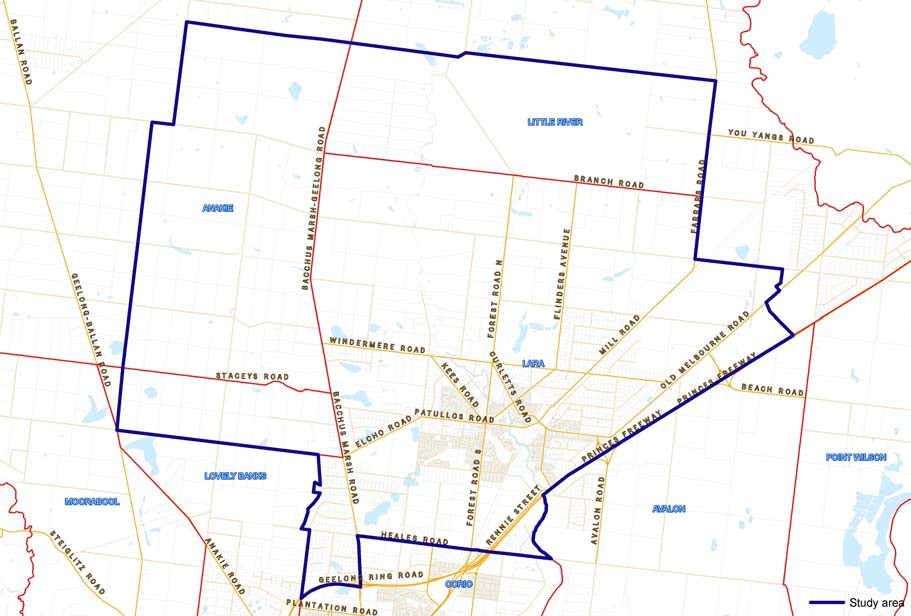 BALLAN ROAD
LITTLE RIVER
YOU YANGS ROAD
BACCHUS MARSH-GEELONG ROAD
BRANCH ROAD
FARRARS ROAD
ANAKIE
FLINDERS AVENUE
FOREST ROAD N
GEELONG-BALLAN ROAD
MILL ROAD
OLD MELBOURNE ROAD
WINDERMERE ROAD
LARA
CURLETTS ROAD
KEES ROAD
PRINCES FREEWAY
STACEYS ROAD
BEACH ROAD
BACCHUS MARSH ROAD
PATULLOS ROAD
ELCHO ROAD
PRINCES FREEWAY
POINT WILSON
LOVELY BANKS
FOREST ROAD S
MOORABOOL
RENNIE STREET
AVALON ROAD
AVALON
STEIGLITZ ROAD
ANAKIE ROAD
HEALES ROAD
GEELONG RING ROAD
CORIO
PLANTATION ROAD
Study area